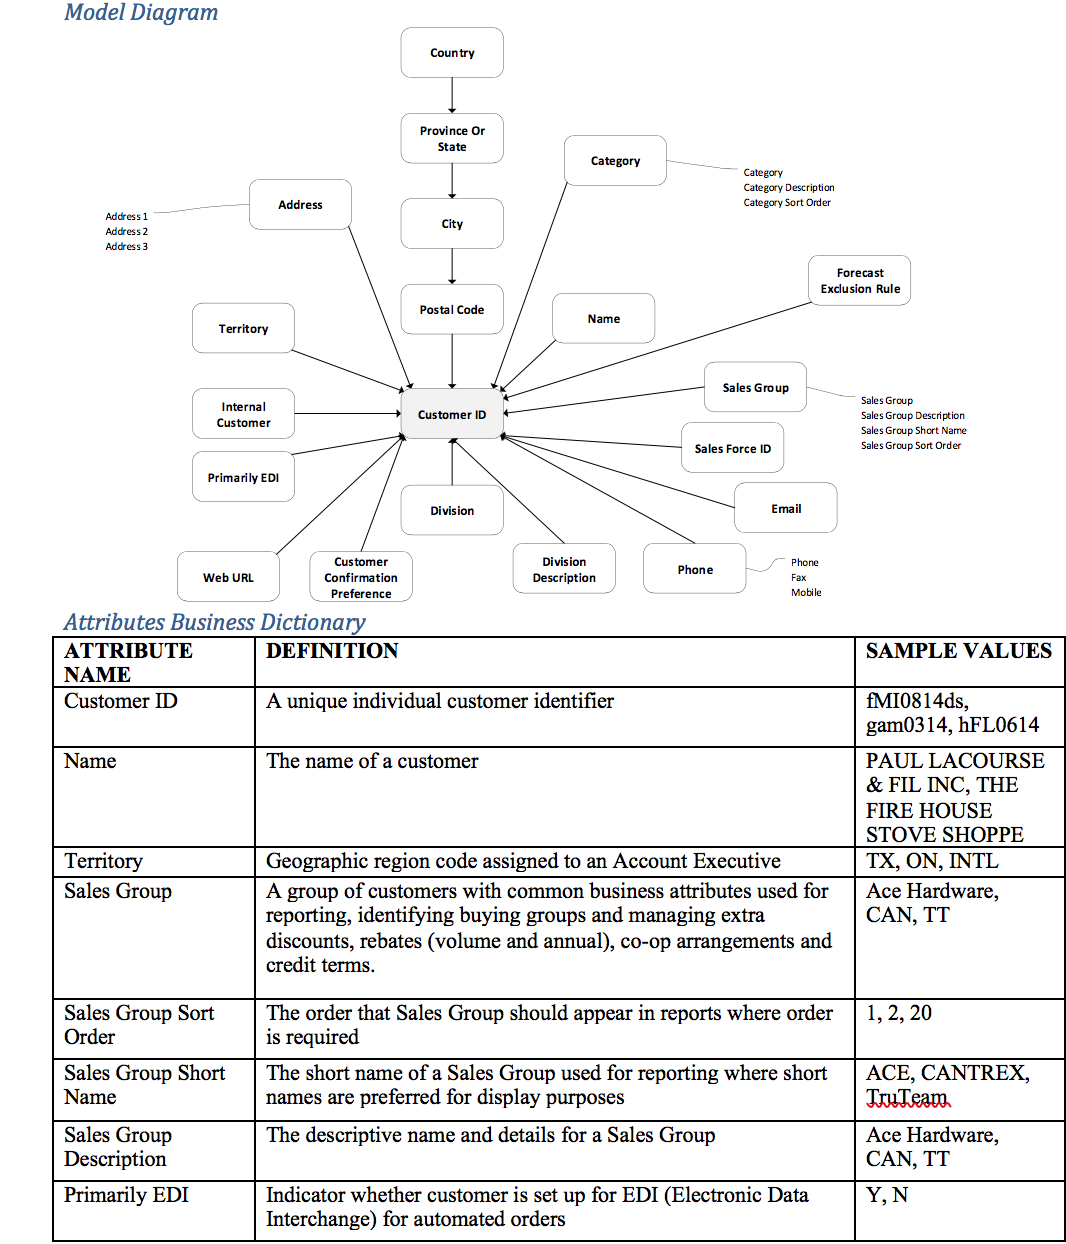 Model Diagram
Country
Province Or
State
Category
Category
Category Description
Category Sort Order
Address
Address 1
Address 2
Address 3
City
Forecast
Exclusion Rule
Postal Code
Name
Territory
Sales Group
Sales Group
Sales Group Description
Sales Group Short Name
Sales Group Sort Order
Internal
Customer
Customer ID
Sales Force ID
Primarily EDI
Division
Email
Web URL
Customer
Confirmation
Preference
Division
Description
Phone
Phone
Fax
Mobile
Attributes Business Dictionary
ATTRIBUTE
NAME
DEFINITION
SAMPLE VALUES
Customer ID
A unique individual customer identifier
fMI0814ds,
gam0314, hFL0614
Name
The name of a customer
PAUL LACOURSE
& FIL INC, THE
FIRE HOUSE
STOVE SHOPPE
Territory
Geographic region code assigned to an Account Executive
TX, ON, INTL
Sales Group
A group of customers with common business attributes used for
reporting, identifying buying groups and managing extra
discounts, rebates (volume and annual), co-op arrangements and
credit terms.
Ace Hardware,
CAN, TT
Sales Group Sort
Order
The order that Sales Group should appear in reports where order
is required
1, 2, 20
Sales Group Short
Name
The short name of a Sales Group used for reporting where short
names are preferred for display purposes
ACE, CANTREX,
TruTeam
Sales Group
Description
The descriptive name and details for a Sales Group
Ace Hardware,
CAN, TT
Primarily EDI
Indicator whether customer is set up for EDI (Electronic Data
Interchange) for automated orders
Y, N